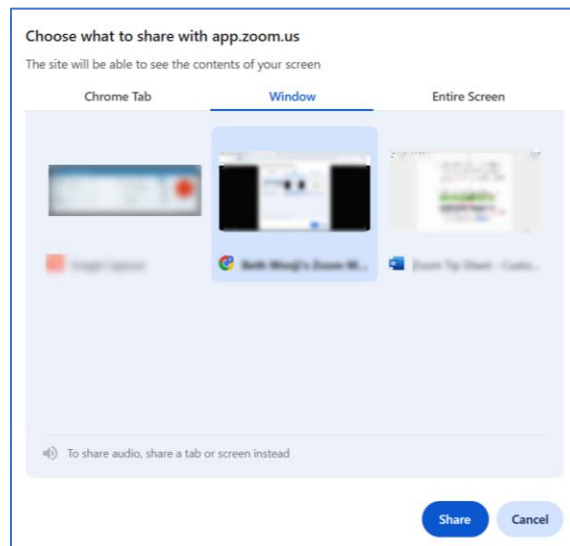 Choose what to share with app.zoom.us
The site will be able to see the contents of your screen
Chrome Tab
Window
Entire Screen
To share audio, share a tab or screen instead
Share
Cancel